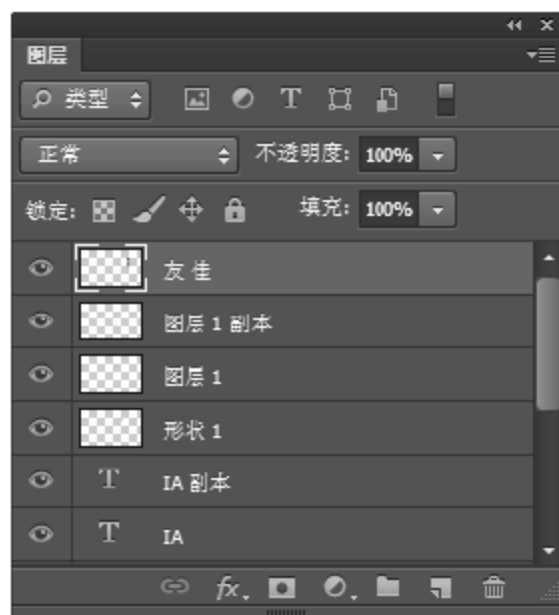 图层
类型
正常 不透明度: 100%
锁定: 填充: 100%
友佳
图层 1 副本
图层 1
形状 1
T IA 副本
T IA
fx